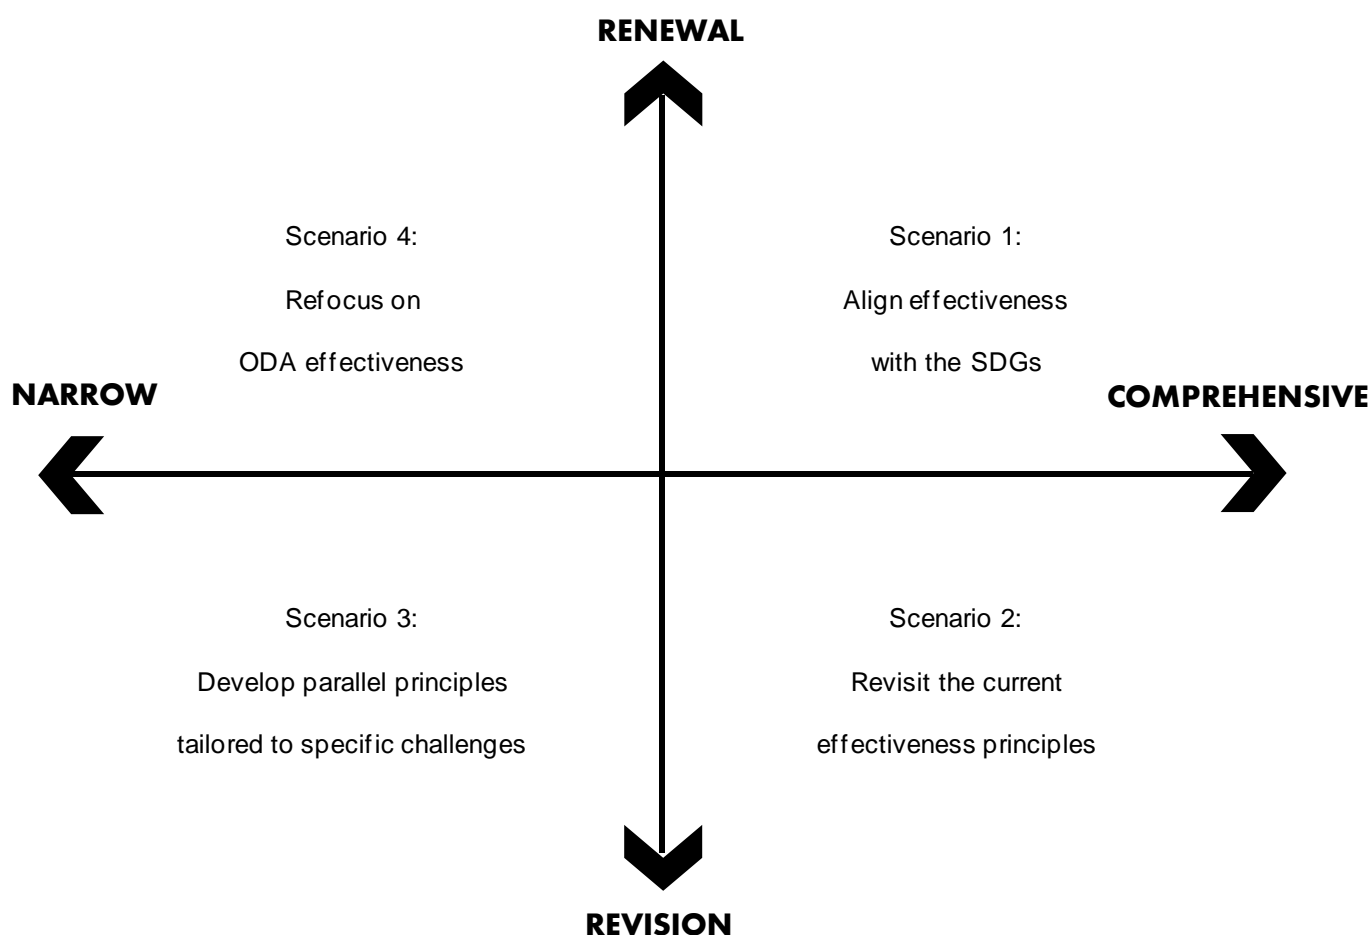 RENEWAL
Scenario 4:
Refocus on
ODA effectiveness
Scenario 1:
Align effectiveness
with the SDGs
NARROW
COMPREHENSIVE
Scenario 3:
Develop parallel principles
tailored to specific challenges
Scenario 2:
Revisit the current
effectiveness principles
REVISION